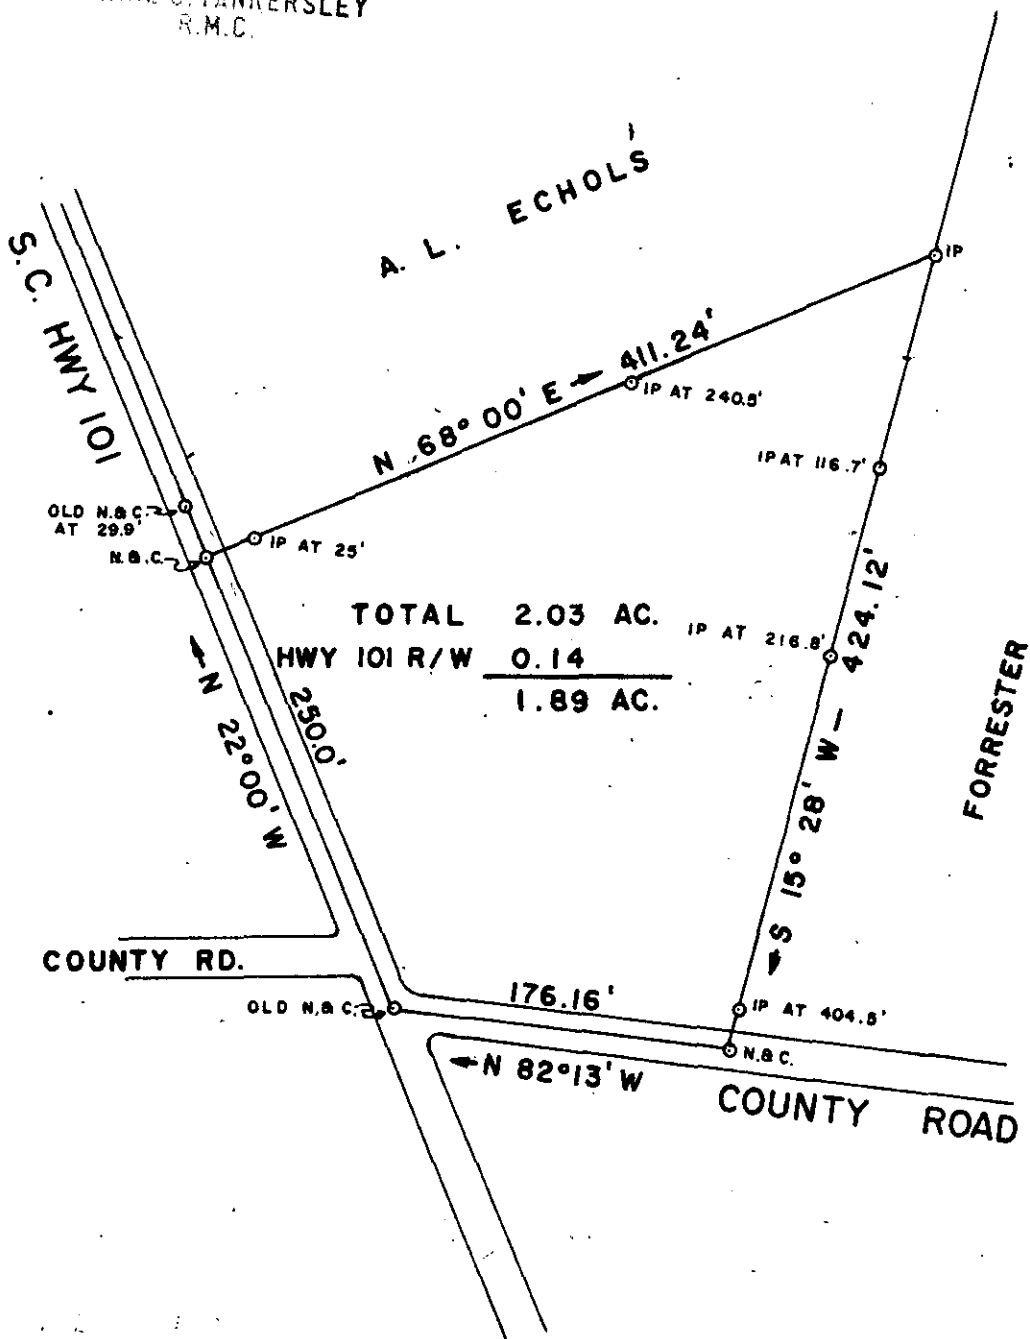 TANKERSLEY
R.M.C.
A. L. ECHOLS
S.C. HWY 101
IP
N 68° 00' E → 411.24'
IP AT 240.5'
IP AT 116.7'
OLD N.& C.
AT 29.9'
N.& C.
IP AT 25'
TOTAL 2.03 AC.
HWY 101 R/W 0.14
1.89 AC.
IP AT 216.8'
S 15° 28' W — 424.12'
FORRESTER
N 22°00' W
250.0'
COUNTY RD.
OLD N.& C.
176.16'
IP AT 404.5'
N.& C.
←N 82°13' W
COUNTY ROAD